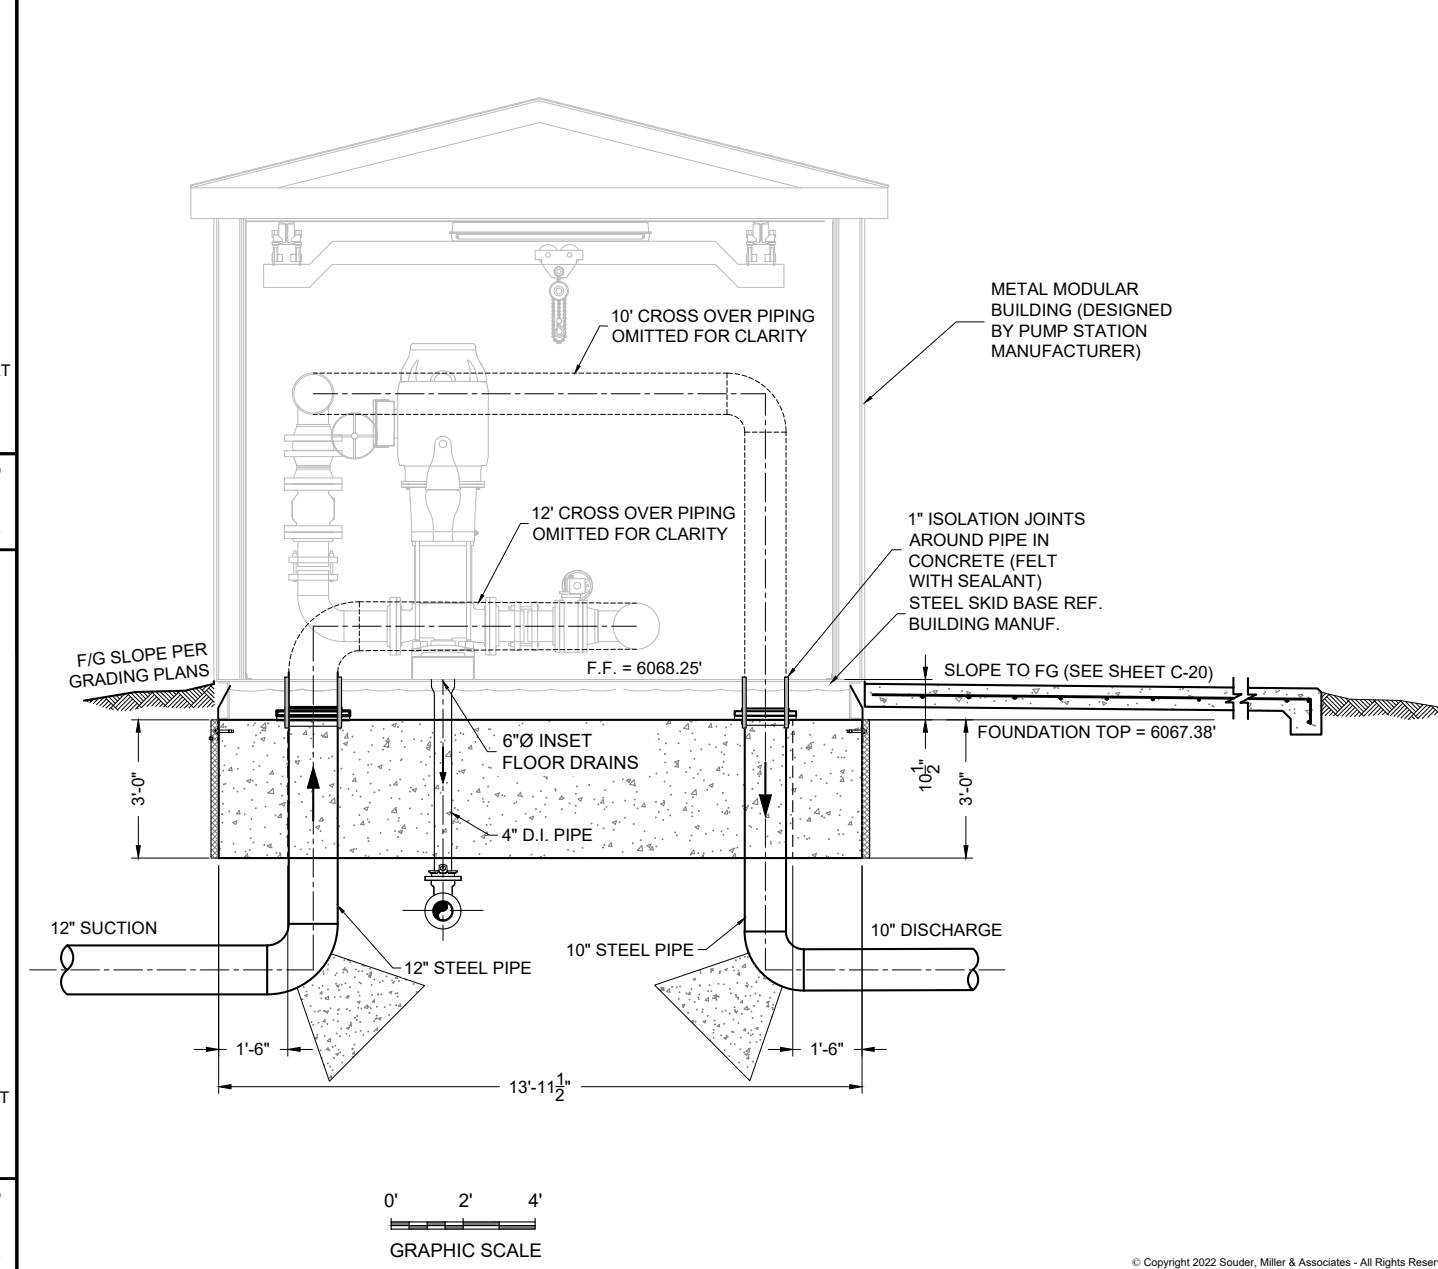 10' CROSS OVER PIPING
OMITTED FOR CLARITY
METAL MODULAR
BUILDING (DESIGNED
BY PUMP STATION
MANUFACTURER)
12' CROSS OVER PIPING
OMITTED FOR CLARITY
1" ISOLATION JOINTS
AROUND PIPE IN
CONCRETE (FELT
WITH SEALANT)
STEEL SKID BASE REF.
BUILDING MANUF.
F/G SLOPE PER
GRADING PLANS
F.F. = 6068.25'
SLOPE TO FG (SEE SHEET C-20)
FOUNDATION TOP = 6067.38'
6"Ø INSET
FLOOR DRAINS
3'-0"
10 1/2"
3'-0"
4" D.I. PIPE
12" SUCTION
10" DISCHARGE
10" STEEL PIPE
12" STEEL PIPE
1'-6"
1'-6"
13'-11 1/2"
0' 2' 4'
GRAPHIC SCALE
© Copyright 2022 Souder, Miller & Associates - All Rights Reser